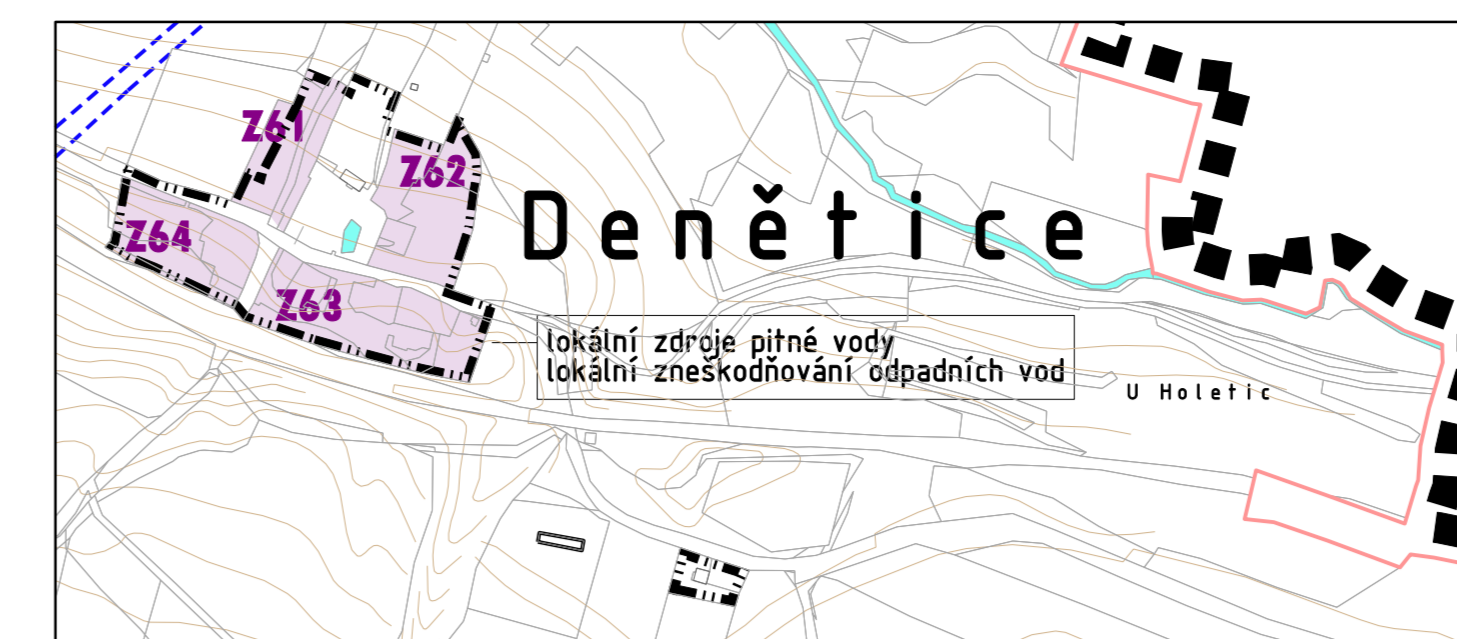 Z61
Z62
Denětice
Z64
Z63
lokální zdroje pitné vody
lokální zneškodňování odpadních vod
U Holetic